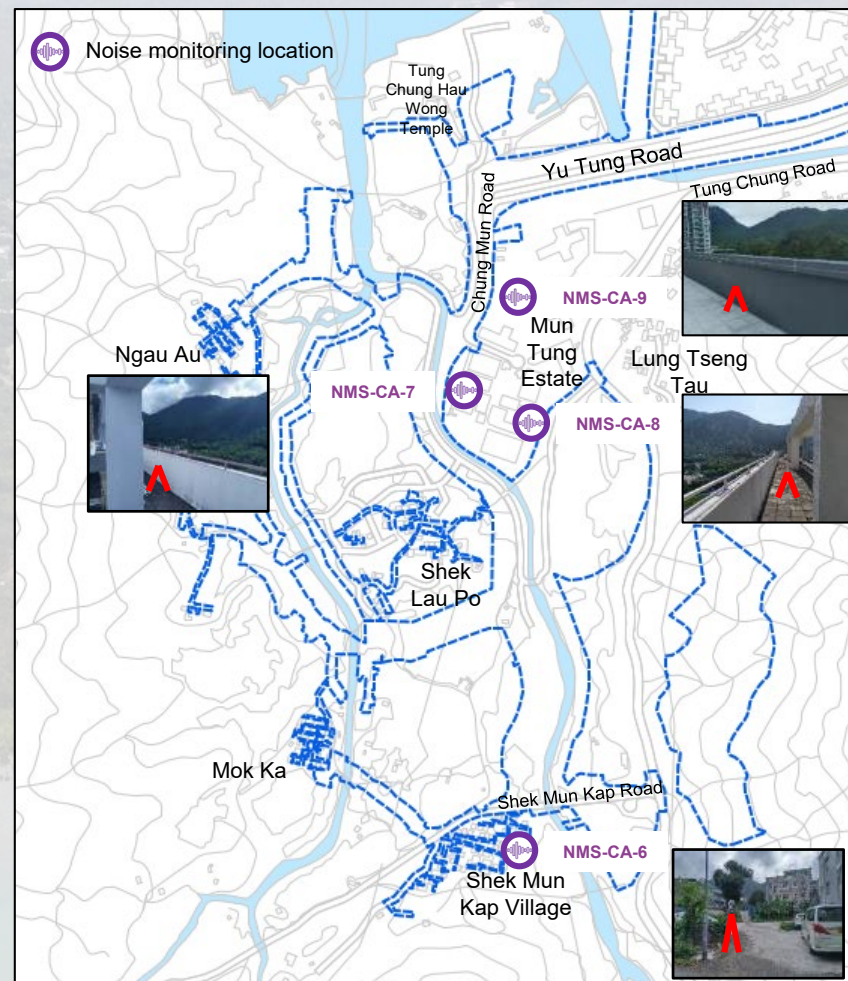 Noise monitoring location
Tung
Chung Hau
Wong
Temple
Yu Tung Road
Tung Chung Road
Chung Mun Road
NMS-CA-9
Mun
Tung
Estate
Ngau Au
Lung Tseng
Tau
NMS-CA-7
NMS-CA-8
Shek
Lau Po
Mok Ka
Shek Mun Kap Road
NMS-CA-6
Shek Mun
Kap Village